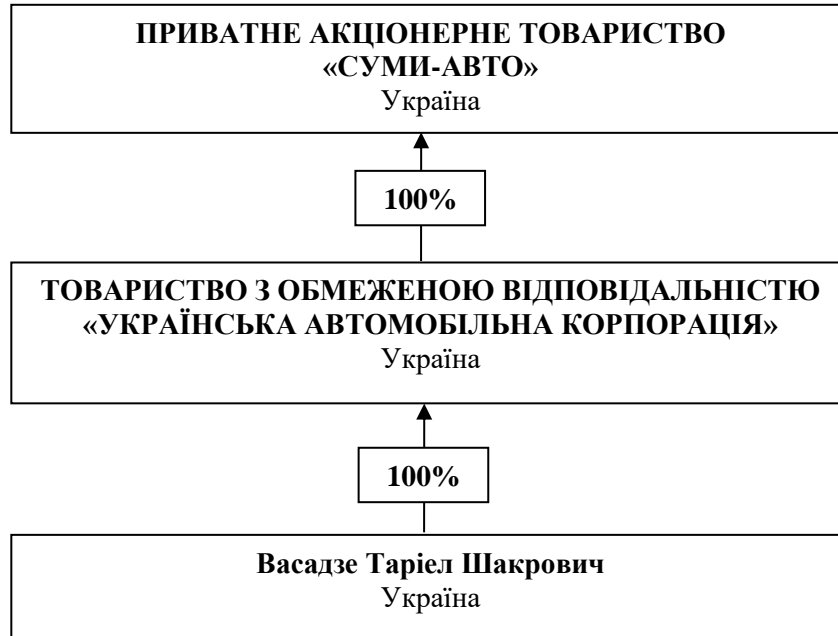 ПРИВАТНЕ АКЦІОНЕРНЕ ТОВАРИСТВО
«СУМИ-АВТО»
Україна
100%
ТОВАРИСТВО З ОБМЕЖЕНОЮ ВІДПОВІДАЛЬНІСТЮ
«УКРАЇНСЬКА АВТОМОБІЛЬНА КОРПОРАЦІЯ»
Україна
100%
Васадзе Таріел Шакрович
Україна